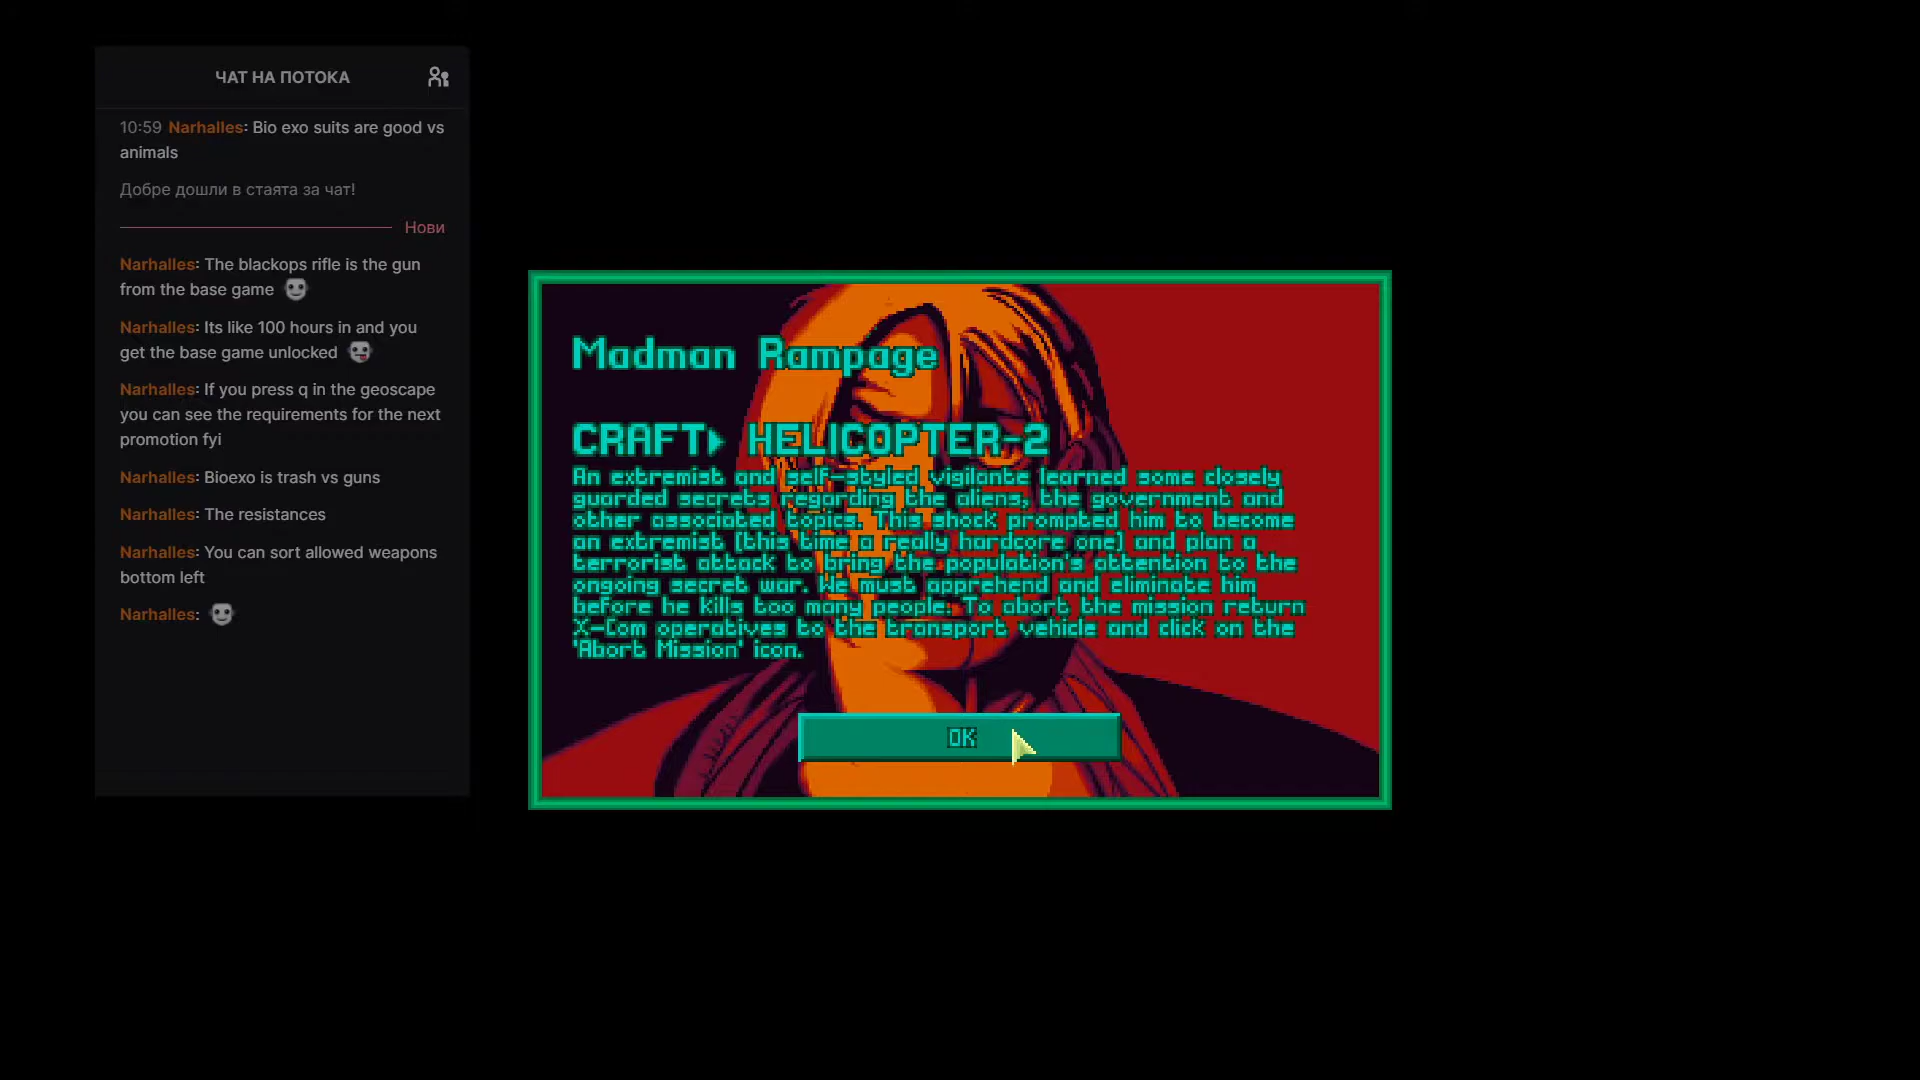 ЧАТ НА ПОТОКА
10:59 Narhalles: Bio exo suits are good vs
animals
Добре дошли в стаята за чат!
Нови
Narhalles: The blackops rifle is the gun
from the base game
Narhalles: Its like 100 hours in and you
get the base game unlocked
Narhalles: If you press q in the geoscape
you can see the requirements for the next
promotion fyi
Narhalles: Bioexo is trash vs guns
Narhalles: The resistances
Narhalles: You can sort allowed weapons
bottom left
Narhalles:
Madman Rampage
CRAFT> HELICOPTER-2
An extremist and self-styled vigilante learned some closely
guarded secrets regarding the aliens, the government and
other associated topics. This shock prompted him to become
an extremist (this time a really hardcore one) and plan a
terrorist attack to bring the population's attention to the
ongoing secret war. We must apprehend and eliminate him
before he kills too many people. To abort the mission return
X-Com operatives to the transport vehicle and click on the
'Abort Mission' icon.
OK